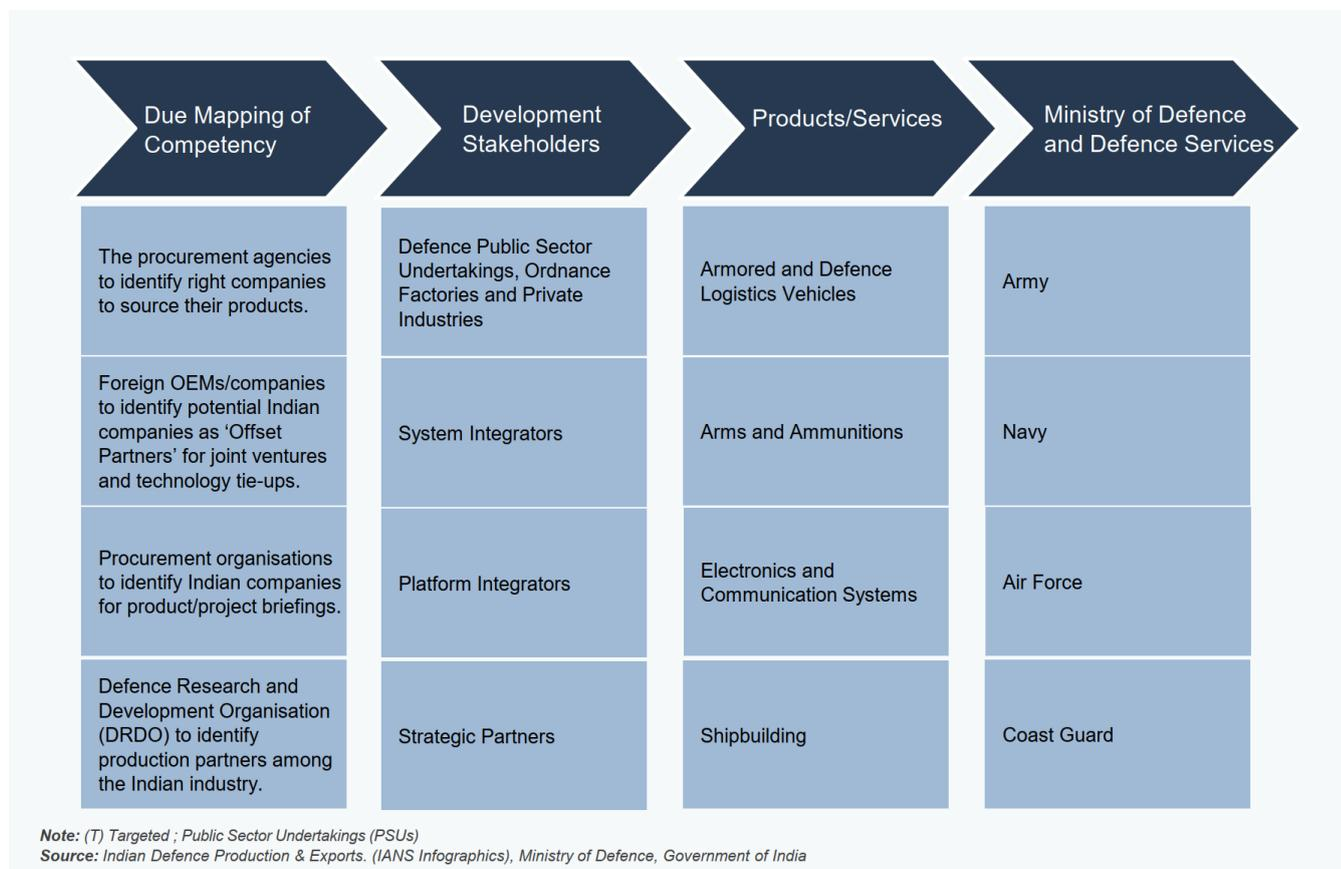 Due Mapping of
Competency
Development
Stakeholders
Products/Services
Ministry of Defence
and Defence Services
The procurement agencies
to identify right companies
to source their products.
Defence Public Sector
Undertakings, Ordnance
Factories and Private
Industries
Armored and Defence
Logistics Vehicles
Army
Foreign OEMs/companies
to identify potential Indian
companies as ‘Offset
Partners’ for joint ventures
and technology tie-ups.
System Integrators
Arms and Ammunitions
Navy
Procurement organisations
to identify Indian companies
for product/project briefings.
Platform Integrators
Electronics and
Communication Systems
Air Force
Defence Research and
Development Organisation
(DRDO) to identify
production partners among
the Indian industry.
Strategic Partners
Shipbuilding
Coast Guard
Note: (T) Targeted ; Public Sector Undertakings (PSUs)
Source: Indian Defence Production & Exports. (IANS Infographics), Ministry of Defence, Government of India